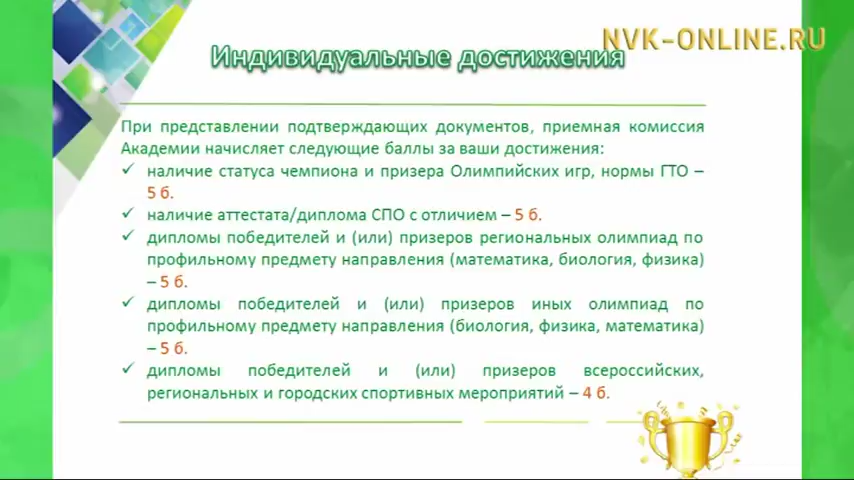 NVK-ONLINE.RU
Индивидуальные достижения
При представлении подтверждающих документов, приемная комиссия
Академии начисляет следующие баллы за ваши достижения:
✓ наличие статуса чемпиона и призера Олимпийских игр, нормы ГТО –
5 б.
✓ наличие аттестата/диплома СПО с отличием – 5 б.
✓ дипломы победителей и (или) призеров региональных олимпиад по
профильному предмету направления (математика, биология, физика)
– 5 б.
✓ дипломы победителей и (или) призеров иных олимпиад по
профильному предмету направления (биология, физика, математика)
– 5 б.
✓ дипломы победителей и (или) призеров всероссийских,
региональных и городских спортивных мероприятий – 4 б.